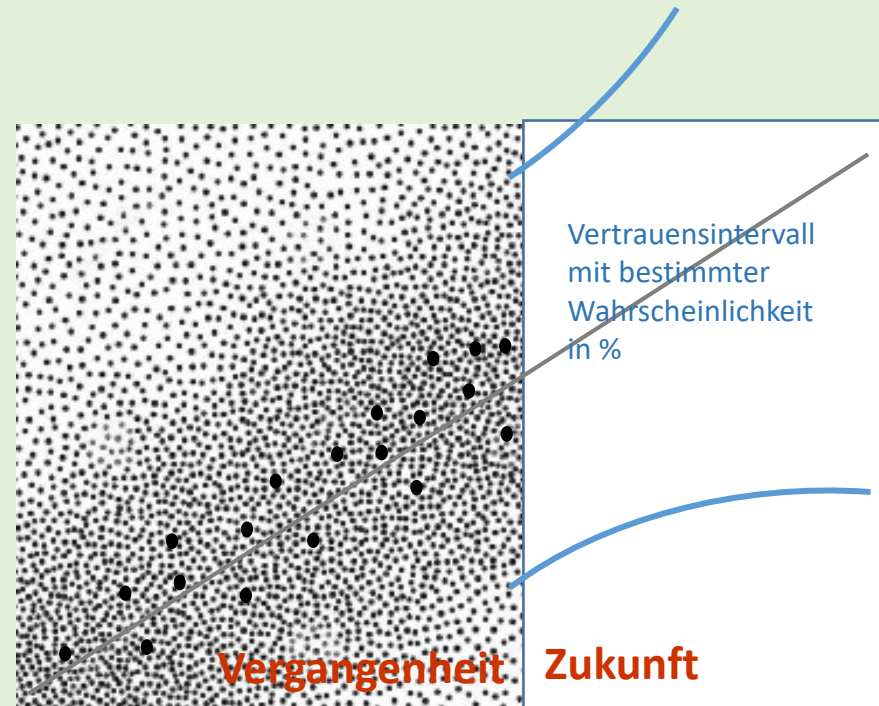 Vertrauensintervall
mit bestimmter
Wahrscheinlichkeit
in %
Vergangenheit
Zukunft